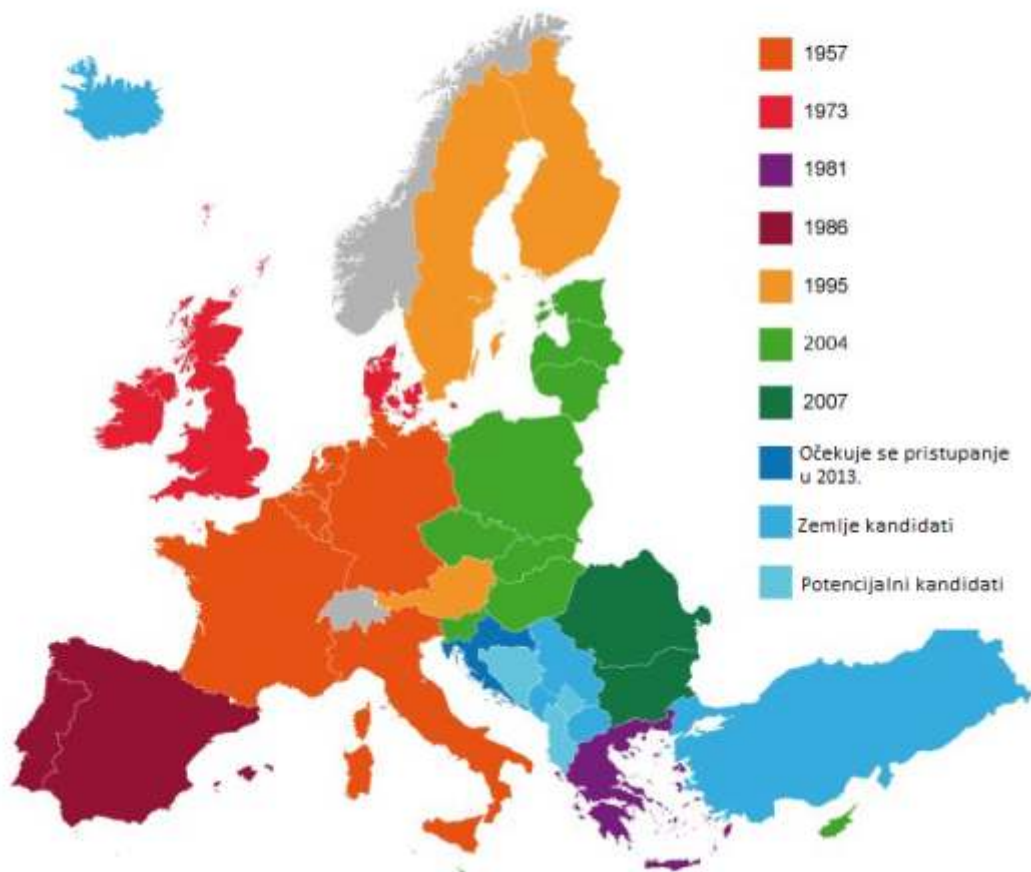 1957
1973
1981
1986
1995
2004
2007
Očekuje se pristupanje
u 2013.
Zemlje kandidati
Potencijalni kandidati